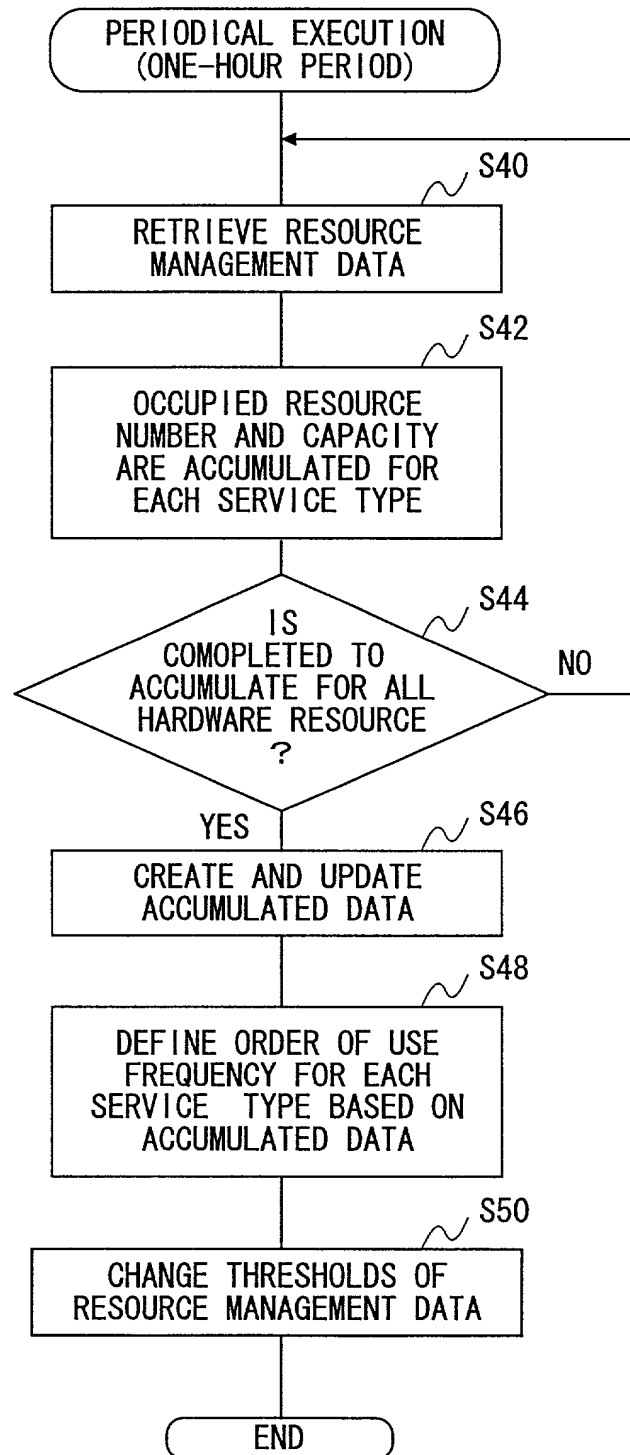 PERIODICAL EXECUTION
(ONE-HOUR PERIOD)
S40
RETRIEVE RESOURCE
MANAGEMENT DATA
S42
OCCUPIED RESOURCE
NUMBER AND CAPACITY
ARE ACCUMULATED FOR
EACH SERVICE TYPE
S44
IS
COMOPLETED TO
ACCUMULATE FOR ALL
HARDWARE RESOURCE
?
NO
YES
S46
CREATE AND UPDATE
ACCUMULATED DATA
S48
DEFINE ORDER OF USE
FREQUENCY FOR EACH
SERVICE TYPE BASED ON
ACCUMULATED DATA
S50
CHANGE THRESHOLDS OF
RESOURCE MANAGEMENT DATA
END